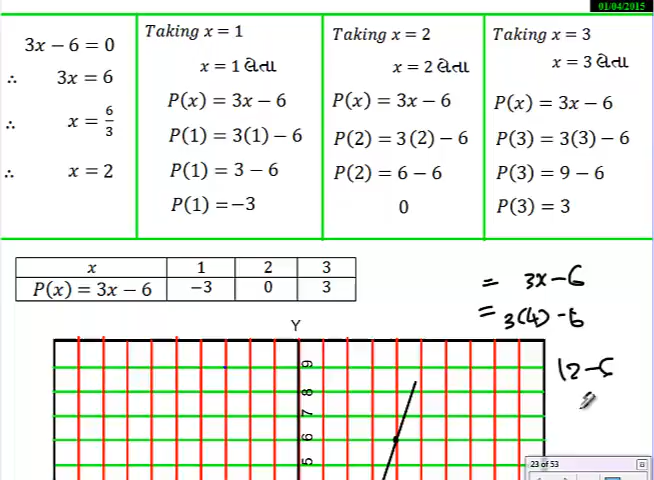 01/04/2015
3x − 6 = 0
∴ 3x = 6
∴ x = 6/3
∴ x = 2
Taking x = 1
x = 1 લેતા
P(x) = 3x − 6
P(1) = 3(1) − 6
P(1) = 3 − 6
P(1) = −3
Taking x = 2
x = 2 લેતા
P(x) = 3x − 6
P(2) = 3(2) − 6
P(2) = 6 − 6
0
Taking x = 3
x = 3 લેતા
P(x) = 3x − 6
P(3) = 3(3) − 6
P(3) = 9 − 6
P(3) = 3
x 1 2 3
P(x) = 3x − 6 −3 0 3
= 3x − 6
= 3(4) − 6
Y
9
8
7
6
5
23 of 53